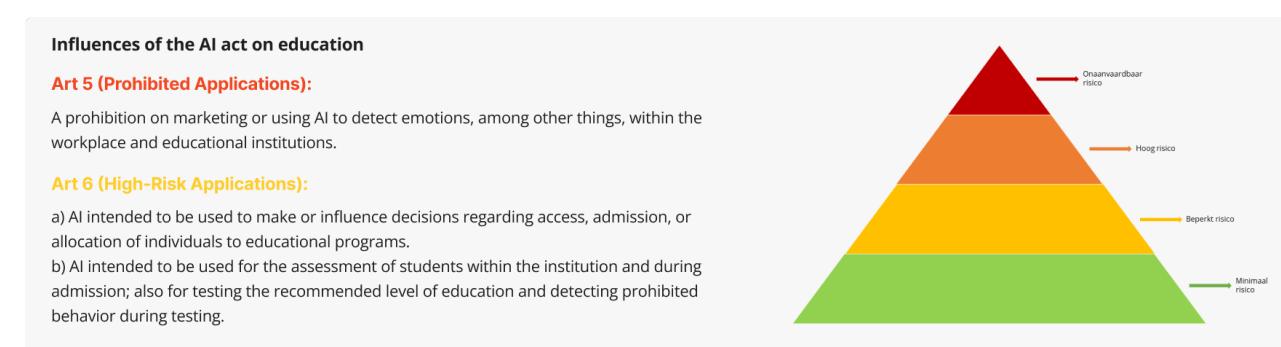 Influences of the AI act on education
Art 5 (Prohibited Applications):
A prohibition on marketing or using AI to detect emotions, among other things, within the
workplace and educational institutions.
Art 6 (High-Risk Applications):
a) AI intended to be used to make or influence decisions regarding access, admission, or
allocation of individuals to educational programs.
b) AI intended to be used for the assessment of students within the institution and during
admission; also for testing the recommended level of education and detecting prohibited
behavior during testing.
Onaanvaardbaar
risico
Hoog risico
Beperkt risico
Minimaal
risico